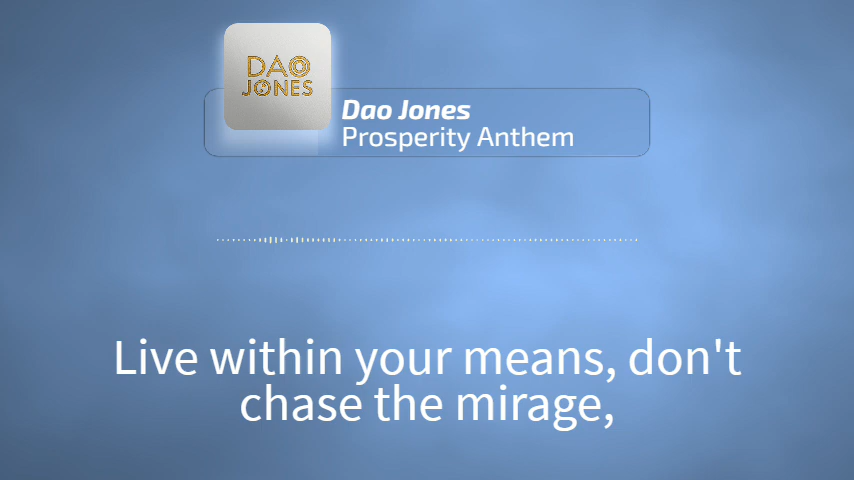 DAO
JONES
Dao Jones
Prosperity Anthem
Live within your means, don't
chase the mirage,